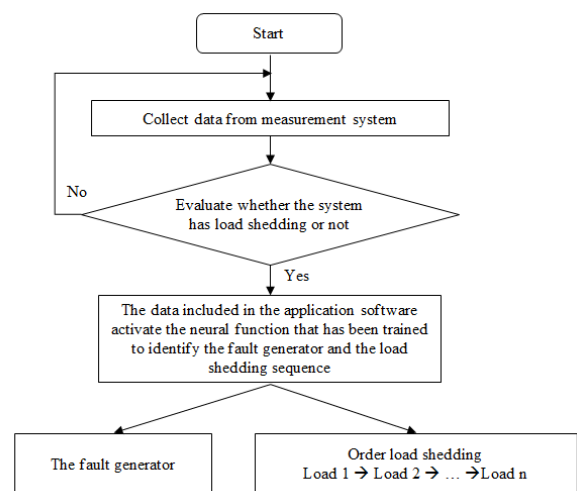 Start
Collect data from measurement system
No
Evaluate whether the system
has load shedding or not
Yes
The data included in the application software
activate the neural function that has been trained
to identify the fault generator and the load
shedding sequence
The fault generator
Order load shedding
Load 1 → Load 2 → … →Load n